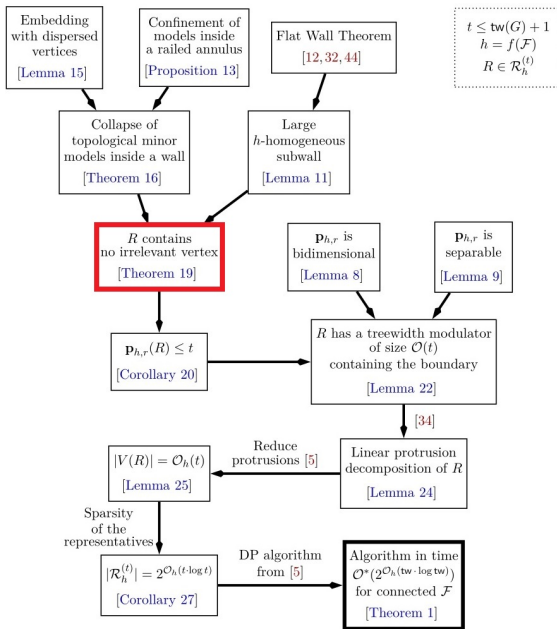 Embedding
with dispersed
vertices
[Lemma 15]
Confinement of
models inside
a railed annulus
[Proposition 13]
Flat Wall Theorem
[12, 32, 44]
t ≤ tw(G) + 1
h = f(ℱ)
R ∈ ℛ_h^(t)
Collapse of
topological minor
models inside a wall
[Theorem 16]
Large
h-homogeneous
subwall
[Lemma 11]
R contains
no irrelevant vertex
[Theorem 19]
p_{h,r} is
bidimensional
[Lemma 8]
p_{h,r} is
separable
[Lemma 9]
p_{h,r}(R) ≤ t
[Corollary 20]
R has a treewidth modulator
of size 𝒪(t)
containing the boundary
[Lemma 22]
[34]
Linear protrusion
decomposition of R
[Lemma 24]
Reduce
protrusions [5]
|V(R)| = 𝒪_h(t)
[Lemma 25]
Sparsity
of the
representatives
|ℛ_h^(t)| = 2^{𝒪_h(t·log t)}
[Corollary 27]
DP algorithm
from [5]
Algorithm in time
𝒪*(2^{𝒪_h(tw·log tw)})
for connected ℱ
[Theorem 1]